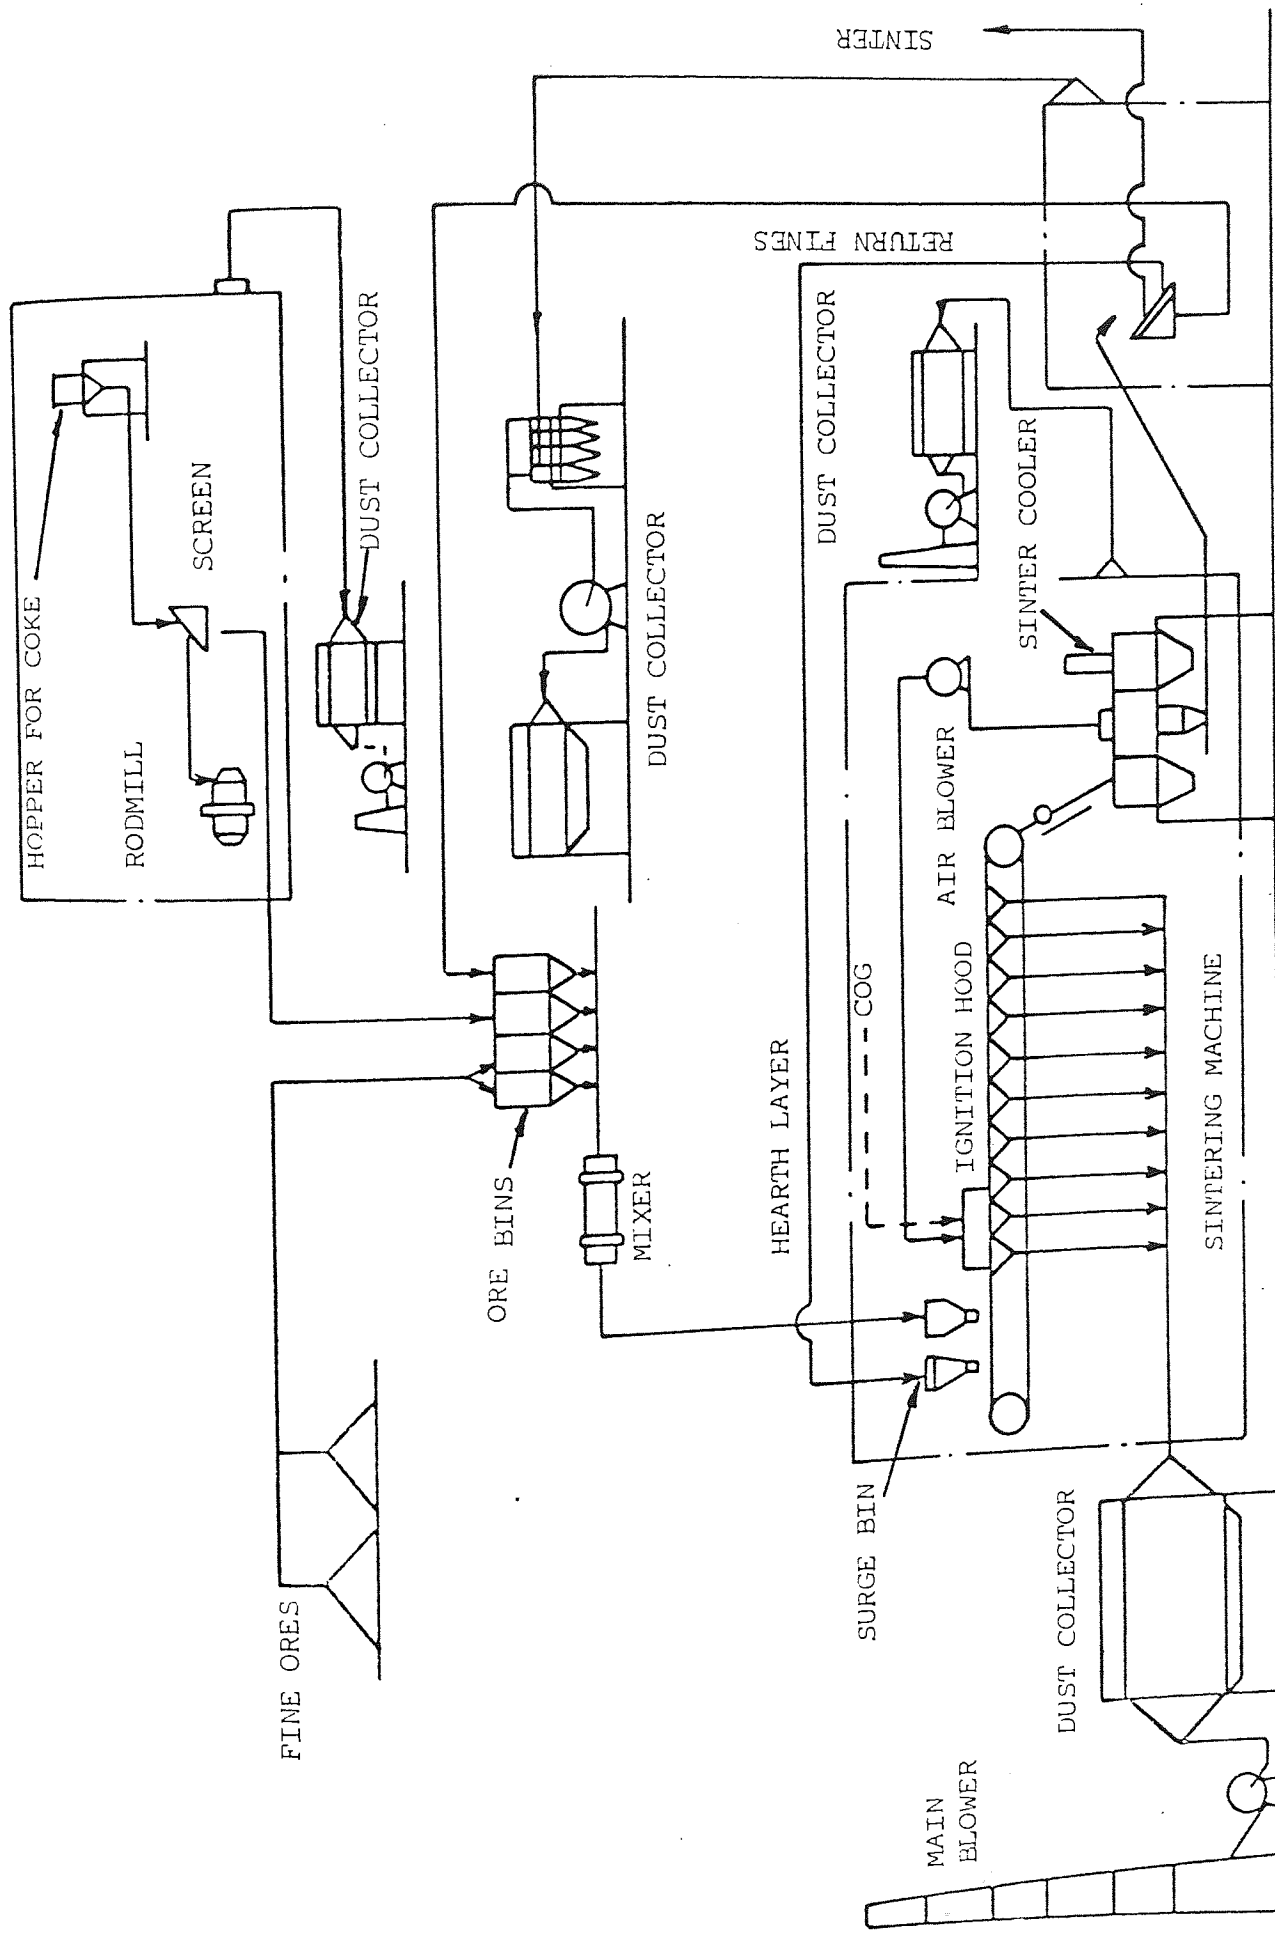 HOPPER FOR COKE
RODMILL
SCREEN
DUST COLLECTOR
FINE ORES
ORE BINS
MIXER
DUST COLLECTOR
HEARTH LAYER
RETURN FINES
SINTER
SURGE BIN
COG
IGNITION HOOD
AIR BLOWER
SINTER COOLER
DUST COLLECTOR
SINTERING MACHINE
DUST COLLECTOR
MAIN
BLOWER